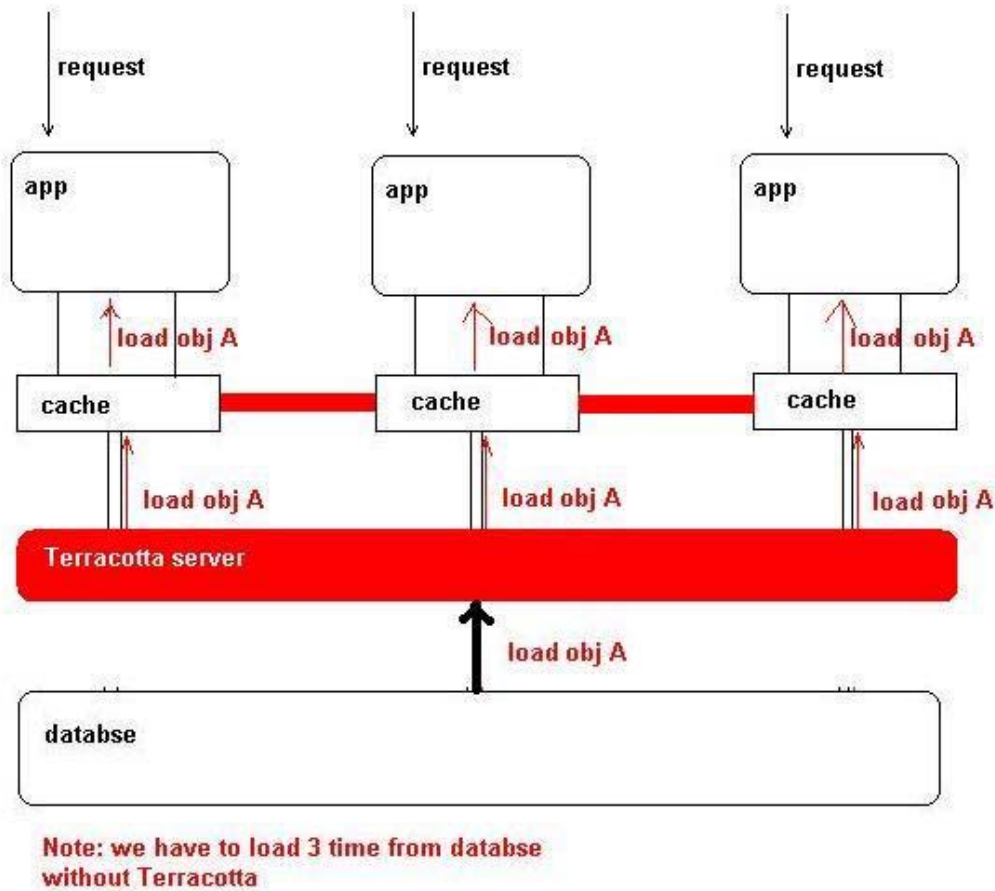 request
request
request
app
app
app
load obj A
load obj A
load obj A
cache
cache
cache
load obj A
load obj A
load obj A
Terracotta server
load obj A
databse
Note: we have to load 3 time from databse
without Terracotta